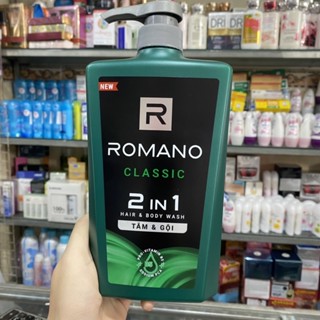 NEW
R
ROMANO
CLASSIC
2 IN 1
HAIR & BODY WASH
TẮM & GỘI